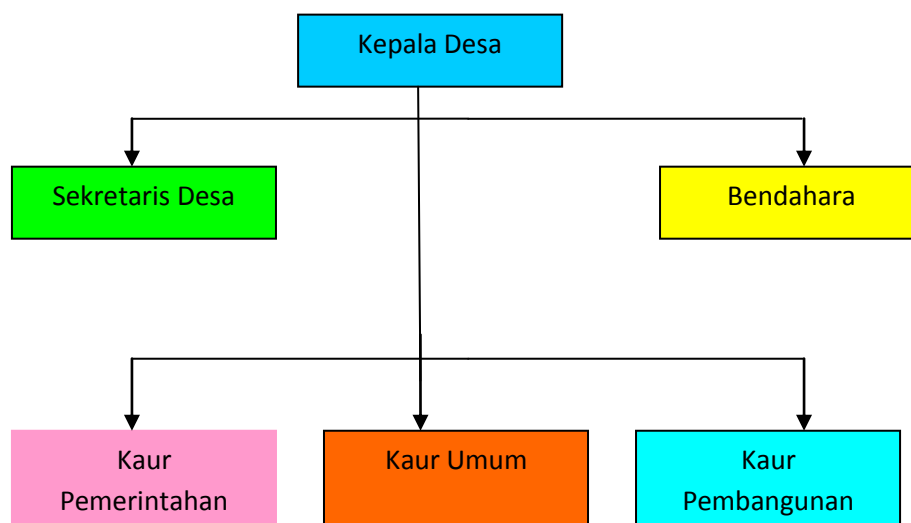 Kepala Desa
Sekretaris Desa
Bendahara
Kaur
Pemerintahan
Kaur Umum
Kaur
Pembangunan